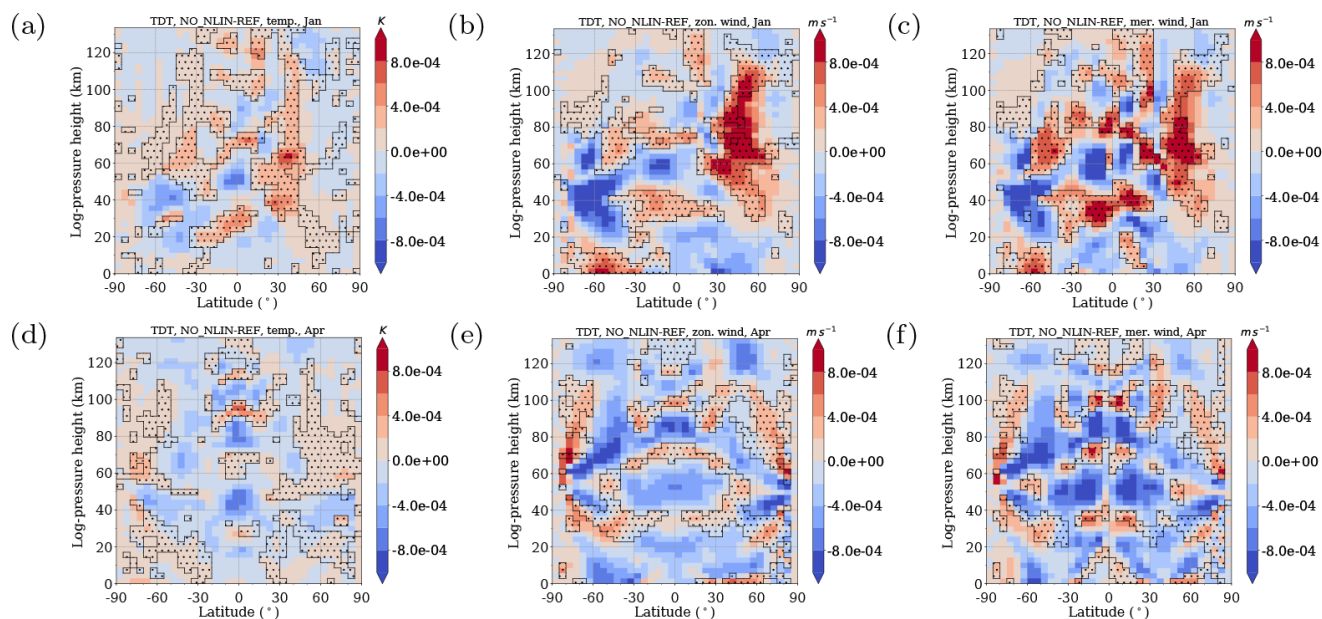 (a)
TDT, NO_NLIN-REF, temp., Jan
K
Log-pressure height (km)
120
100
80
60
40
20
0
-90 -60 -30 0 30 60 90
Latitude (°)
8.0e-04
4.0e-04
0.0e+00
-4.0e-04
-8.0e-04
(b)
TDT, NO_NLIN-REF, zon. wind, Jan
m s⁻¹
Log-pressure height (km)
120
100
80
60
40
20
0
-90 -60 -30 0 30 60 90
Latitude (°)
8.0e-04
4.0e-04
0.0e+00
-4.0e-04
-8.0e-04
(c)
TDT, NO_NLIN-REF, mer. wind, Jan
m s⁻¹
Log-pressure height (km)
120
100
80
60
40
20
0
-90 -60 -30 0 30 60 90
Latitude (°)
8.0e-04
4.0e-04
0.0e+00
-4.0e-04
-8.0e-04
(d)
TDT, NO_NLIN-REF, temp., Apr
K
Log-pressure height (km)
120
100
80
60
40
20
0
-90 -60 -30 0 30 60 90
Latitude (°)
8.0e-04
4.0e-04
0.0e+00
-4.0e-04
-8.0e-04
(e)
TDT, NO_NLIN-REF, zon. wind, Apr
m s⁻¹
Log-pressure height (km)
120
100
80
60
40
20
0
-90 -60 -30 0 30 60 90
Latitude (°)
8.0e-04
4.0e-04
0.0e+00
-4.0e-04
-8.0e-04
(f)
TDT, NO_NLIN-REF, mer. wind, Apr
m s⁻¹
Log-pressure height (km)
120
100
80
60
40
20
0
-90 -60 -30 0 30 60 90
Latitude (°)
8.0e-04
4.0e-04
0.0e+00
-4.0e-04
-8.0e-04